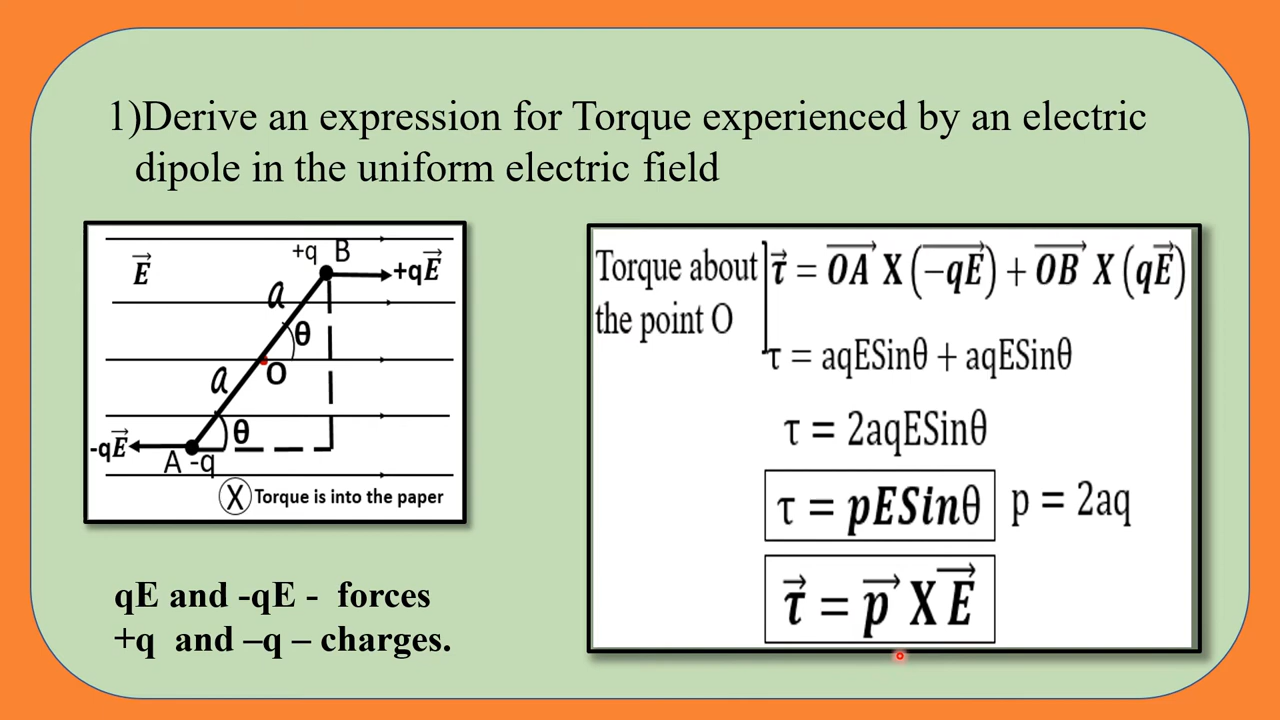 1)Derive an expression for Torque experienced by an electric
dipole in the uniform electric field
+q B
E⃗
+qE⃗
a
θ
a
O
θ
-qE⃗
A -q
X Torque is into the paper
qE and -qE - forces
+q and –q – charges.
Torque about
the point O
τ⃗ = OA⃗ X (−qE⃗) + OB⃗ X (qE⃗)
τ = aqESinθ + aqESinθ
τ = 2aqESinθ
τ = pESinθ p = 2aq
τ⃗ = p⃗ X E⃗